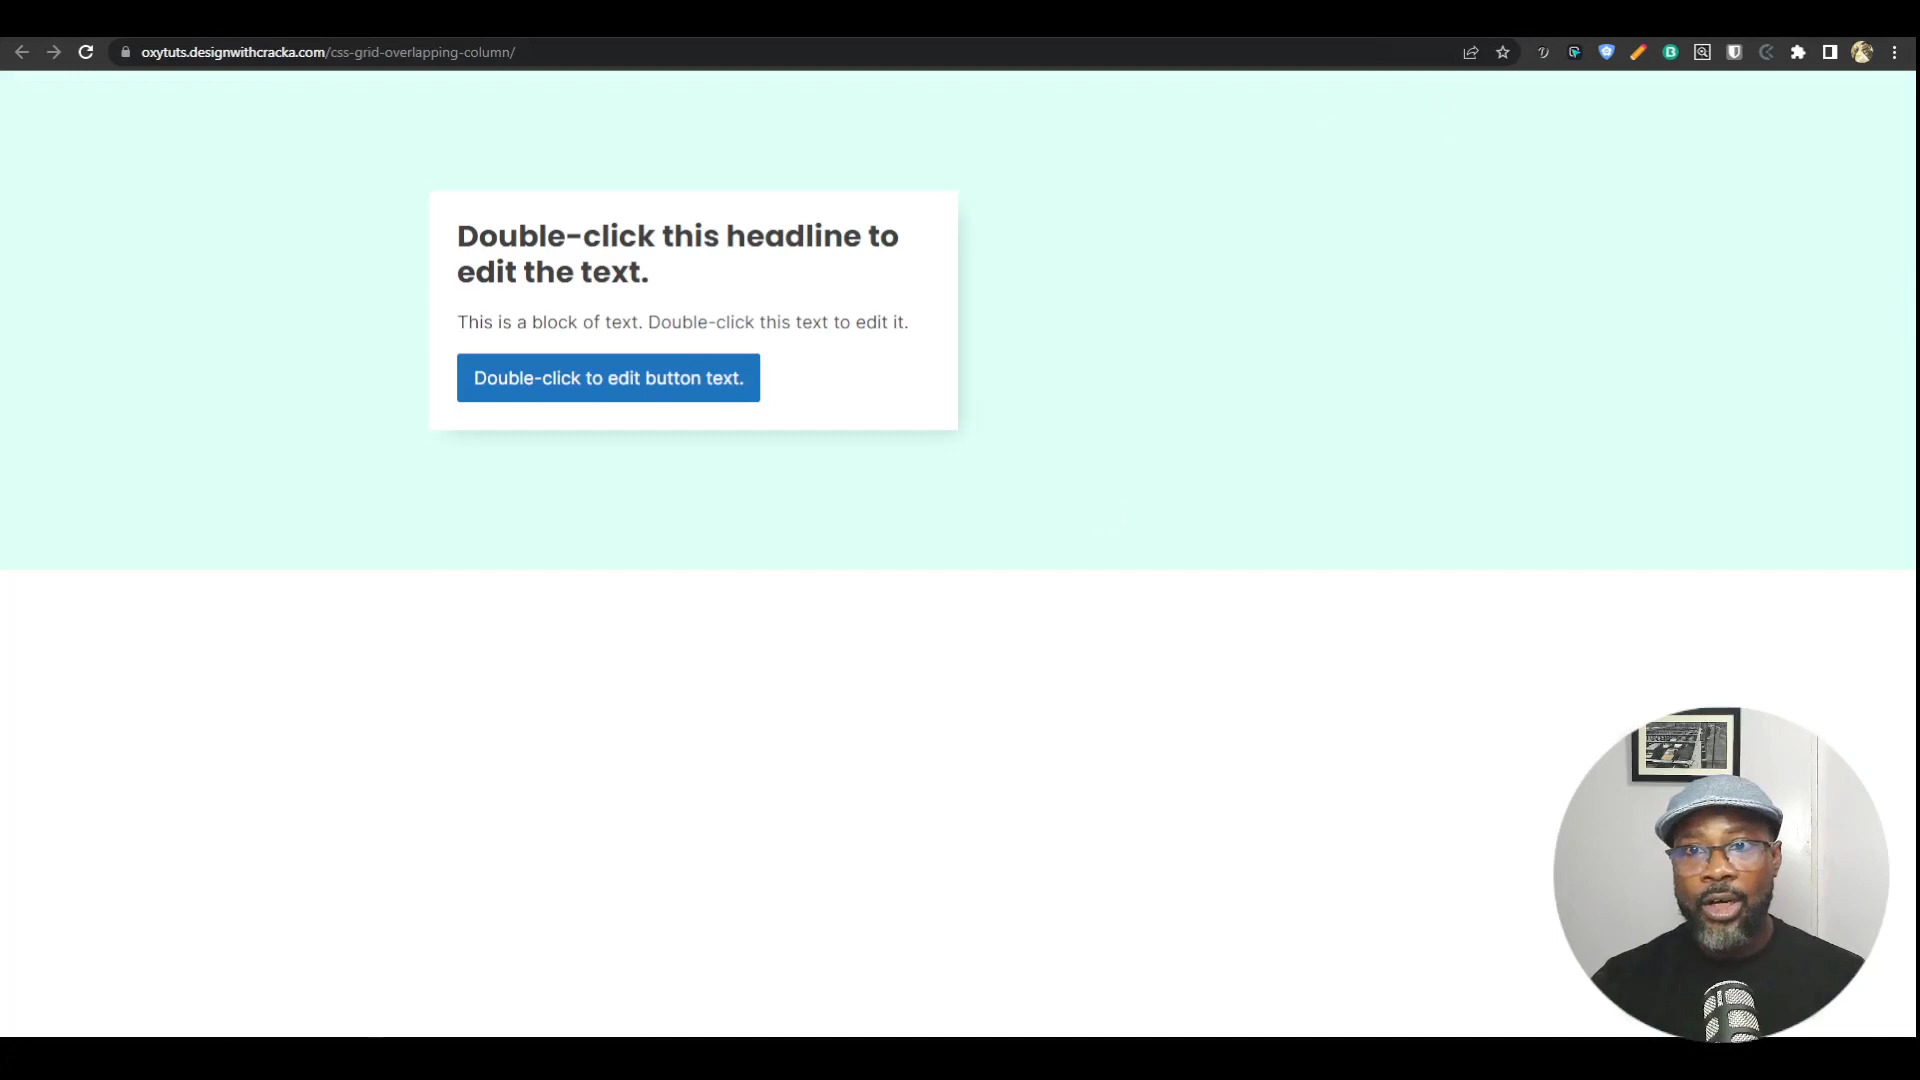 oxytuts.designwithcracka.com/css-grid-overlapping-column/
Double-click this headline to
edit the text.
This is a block of text. Double-click this text to edit it.
Double-click to edit button text.